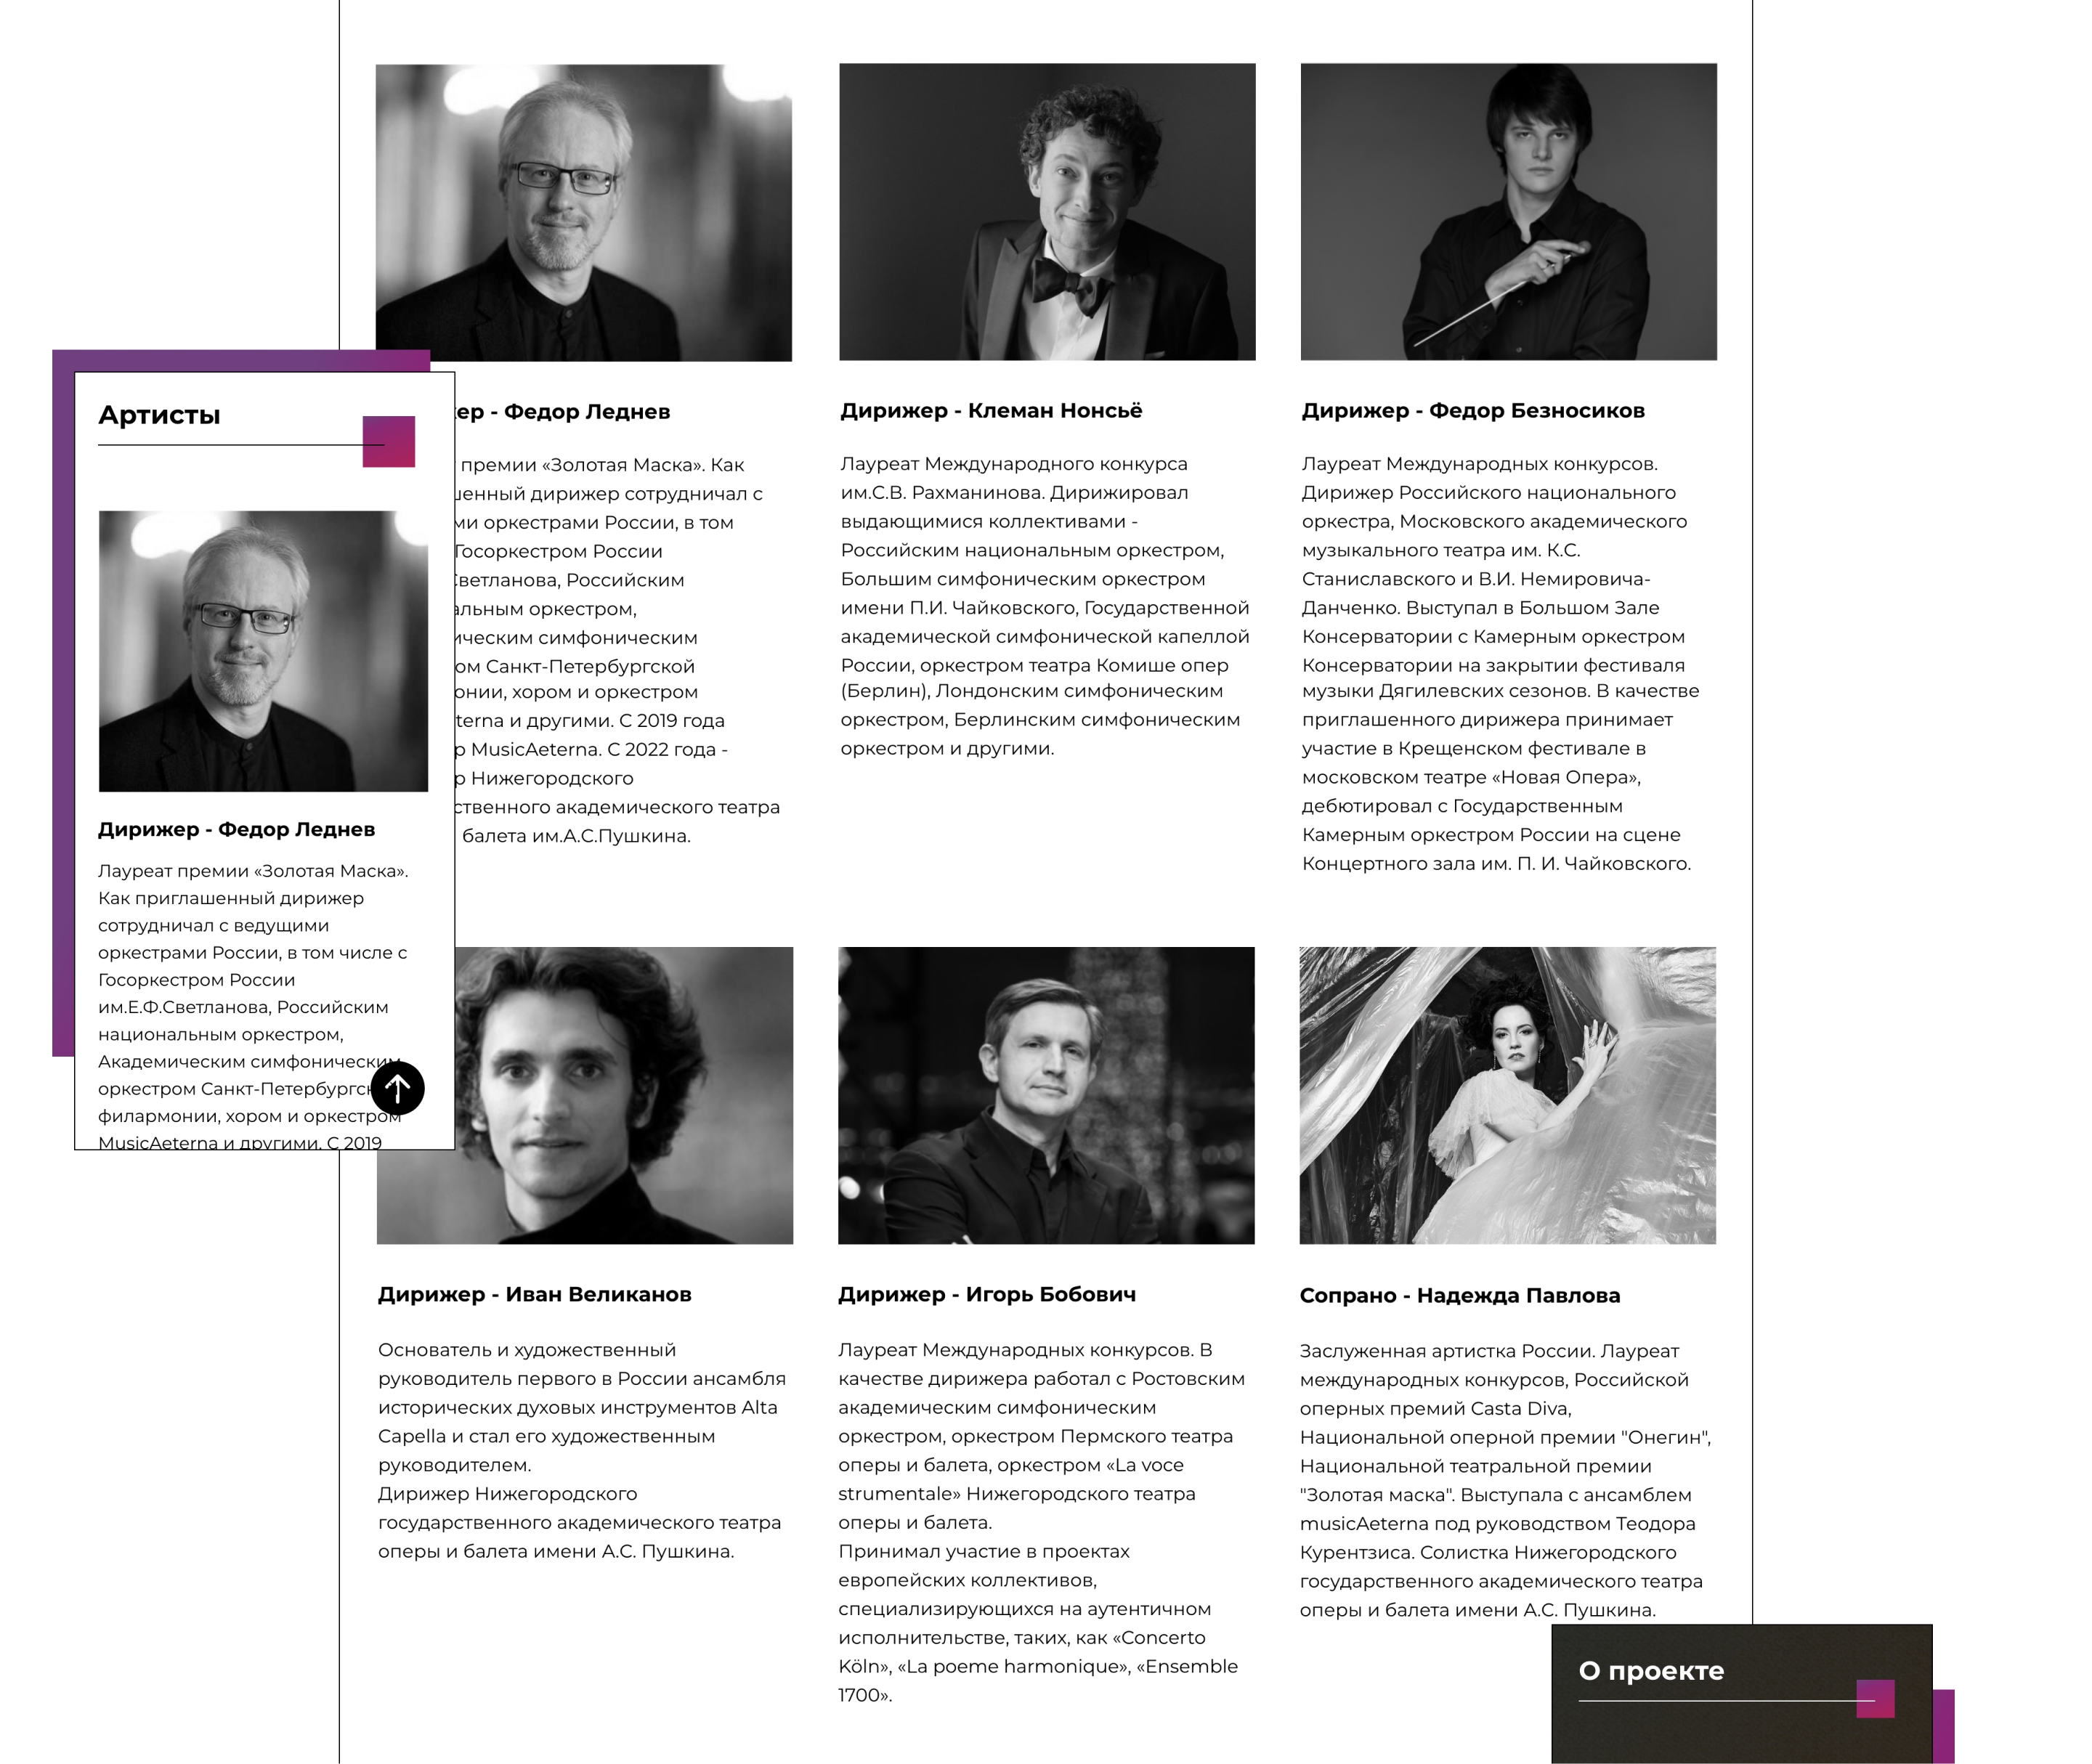 Артисты
Дирижер - Федор Леднев
Лауреат премии «Золотая Маска».
Как приглашенный дирижер
сотрудничал с ведущими
оркестрами России, в том числе с
Госоркестром России
им.Е.Ф.Светланова, Российским
национальным оркестром,
Академическим симфоническим
оркестром Санкт-Петербургск
филармонии, хором и оркестром
MusicAeterna и другими. С 2019
ер - Федор Леднев
премии «Золотая Маска». Как
шенный дирижер сотрудничал с
ми оркестрами России, в том
Госоркестром России
Светланова, Российским
альным оркестром,
ическим симфоническим
ом Санкт-Петербургской
онии, хором и оркестром
terna и другими. С 2019 года
р MusicAeterna. С 2022 года -
р Нижегородского
ственного академического театра
балета им.А.С.Пушкина.
Дирижер - Клеман Нонсьё
Лауреат Международного конкурса
им.С.В. Рахманинова. Дирижировал
выдающимися коллективами -
Российским национальным оркестром,
Большим симфоническим оркестром
имени П.И. Чайковского, Государственной
академической симфонической капеллой
России, оркестром театра Комише опер
(Берлин), Лондонским симфоническим
оркестром, Берлинским симфоническим
оркестром и другими.
Дирижер - Федор Безносиков
Лауреат Международных конкурсов.
Дирижер Российского национального
оркестра, Московского академического
музыкального театра им. К.С.
Станиславского и В.И. Немировича-
Данченко. Выступал в Большом Зале
Консерватории с Камерным оркестром
Консерватории на закрытии фестиваля
музыки Дягилевских сезонов. В качестве
приглашенного дирижера принимает
участие в Крещенском фестивале в
московском театре «Новая Опера»,
дебютировал с Государственным
Камерным оркестром России на сцене
Концертного зала им. П. И. Чайковского.
Дирижер - Иван Великанов
Основатель и художественный
руководитель первого в России ансамбля
исторических духовых инструментов Alta
Capella и стал его художественным
руководителем.
Дирижер Нижегородского
государственного академического театра
оперы и балета имени А.С. Пушкина.
Дирижер - Игорь Бобович
Лауреат Международных конкурсов. В
качестве дирижера работал с Ростовским
академическим симфоническим
оркестром, оркестром Пермского театра
оперы и балета, оркестром «La voce
strumentale» Нижегородского театра
оперы и балета.
Принимал участие в проектах
европейских коллективов,
специализирующихся на аутентичном
исполнительстве, таких, как «Concerto
Köln», «La poeme harmonique», «Ensemble
1700».
Сопрано - Надежда Павлова
Заслуженная артистка России. Лауреат
международных конкурсов, Российской
оперных премий Casta Diva,
Национальной оперной премии "Онегин",
Национальной театральной премии
"Золотая маска". Выступала с ансамблем
musicAeterna под руководством Теодора
Курентзиса. Солистка Нижегородского
государственного академического театра
оперы и балета имени А.С. Пушкина.
О проекте